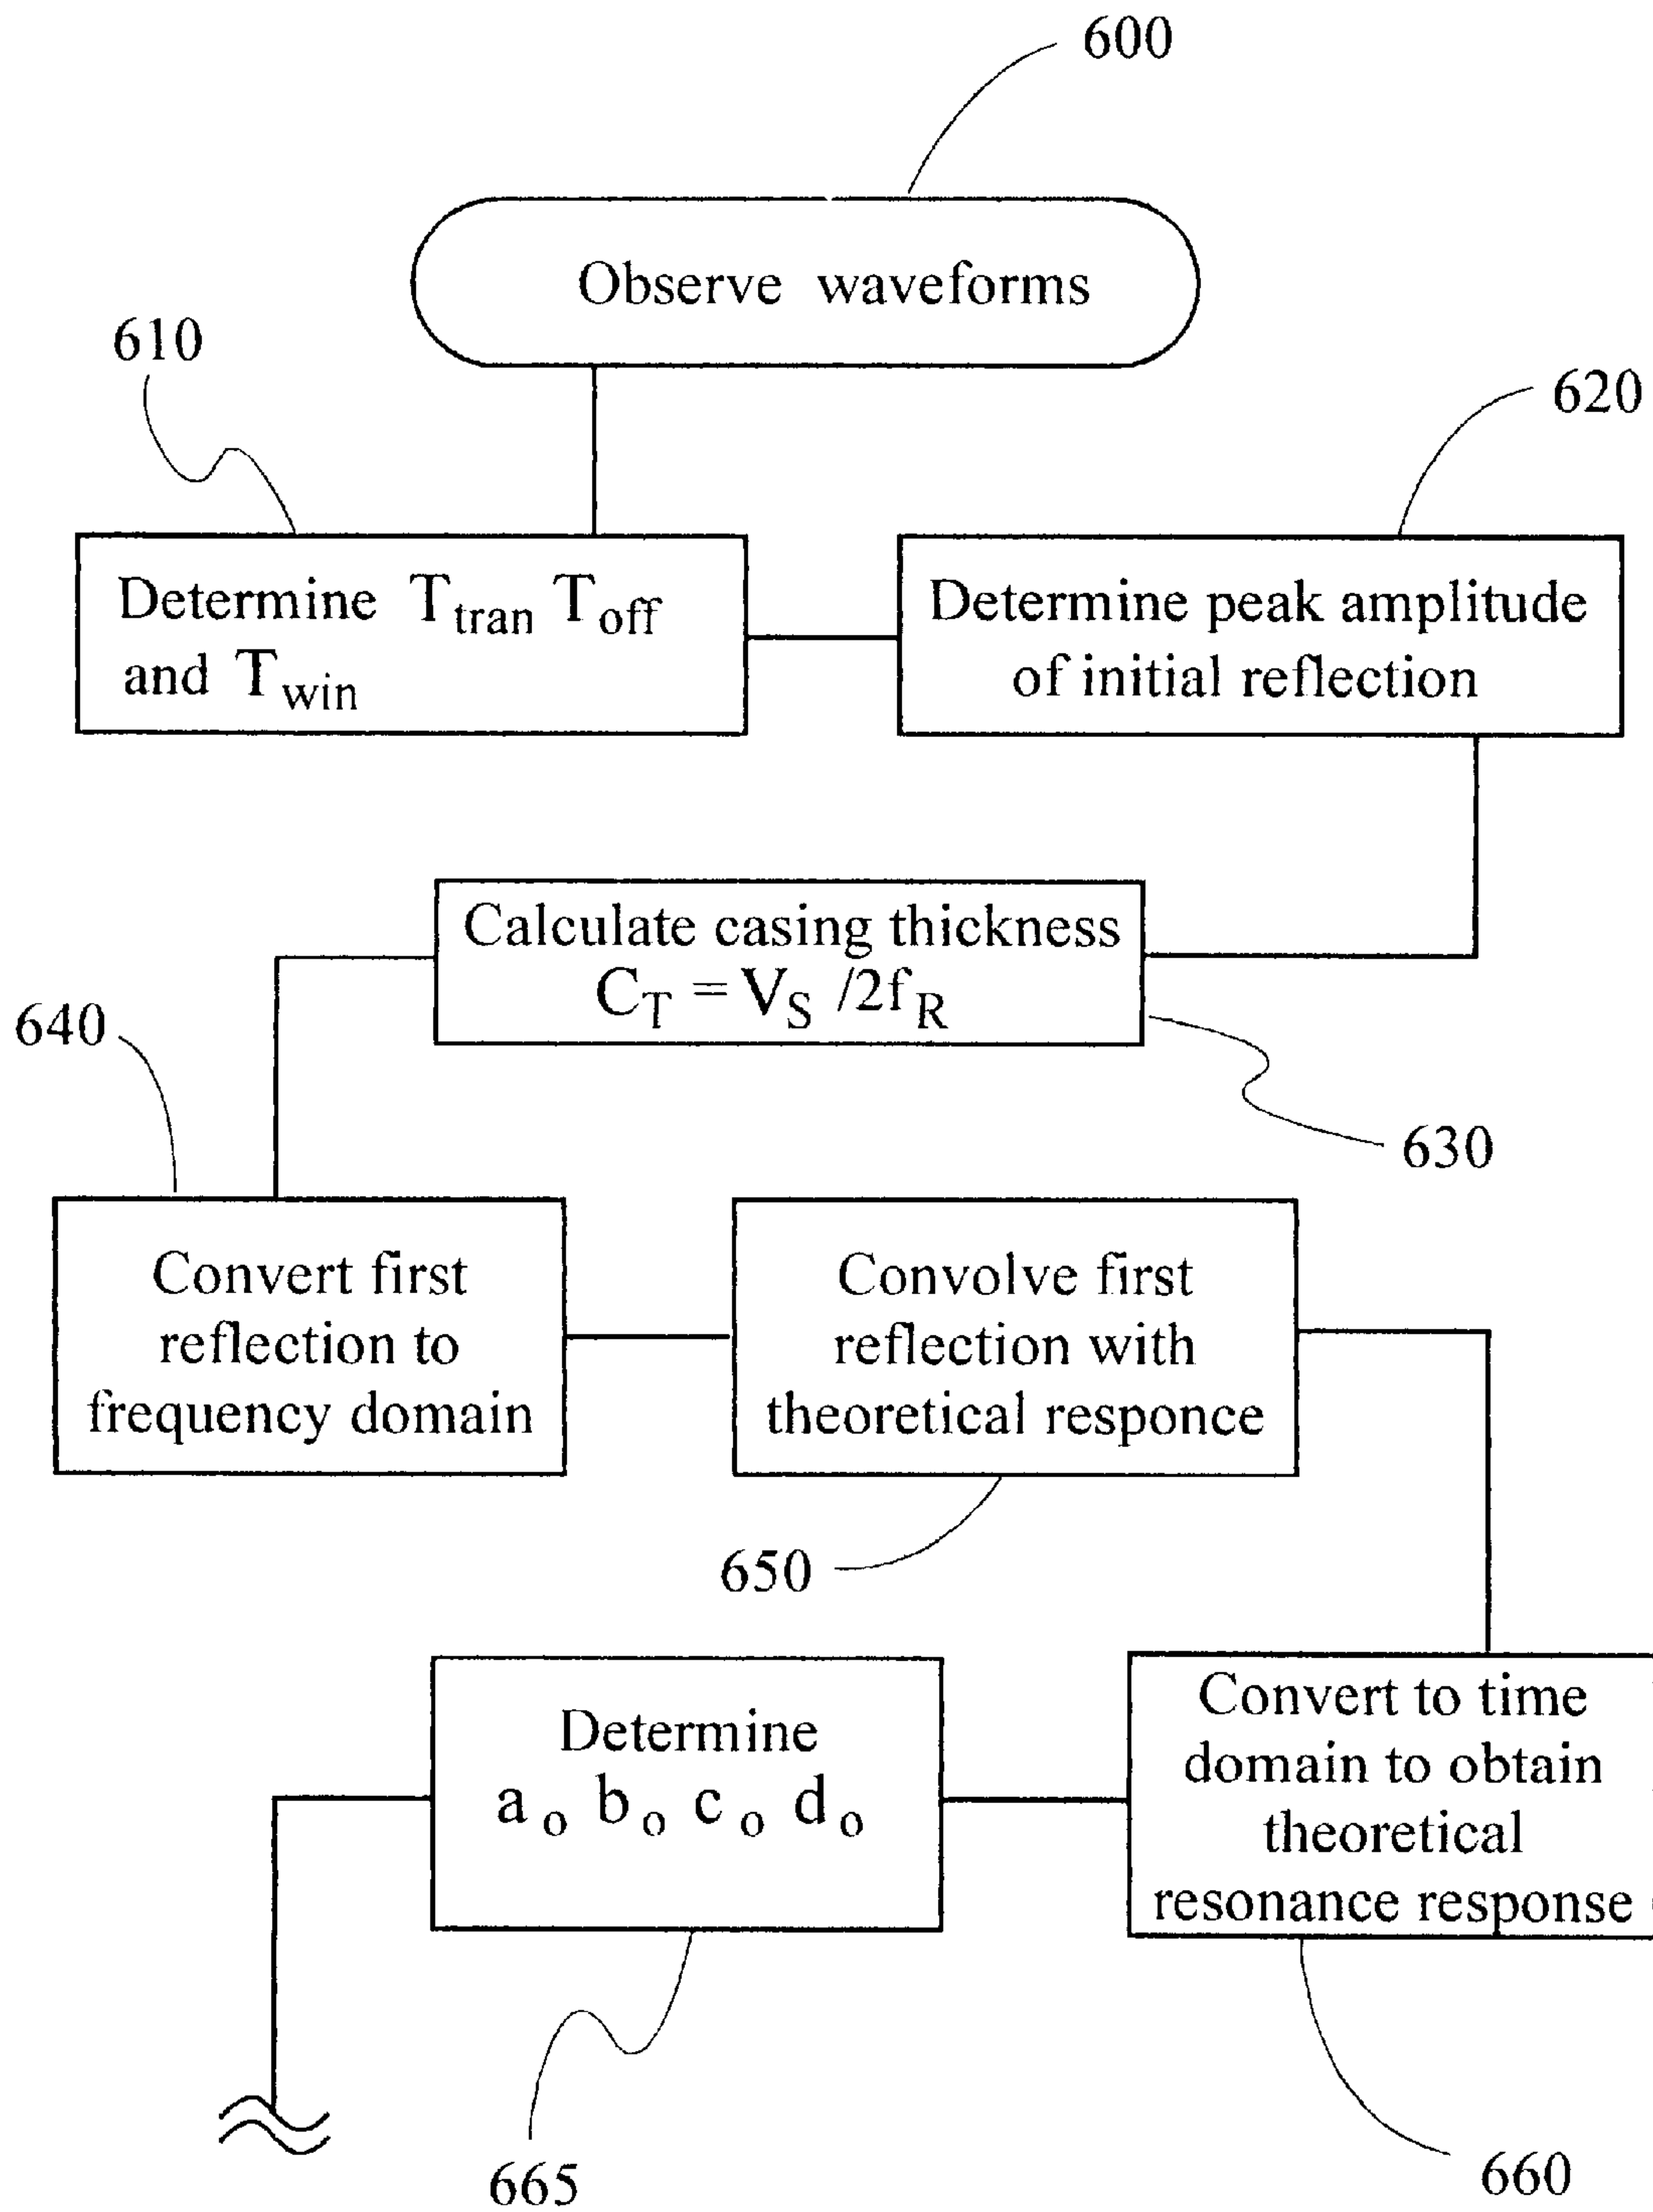 600
Observe waveforms
610
620
Determine T_tran T_off
and T_win
Determine peak amplitude
of initial reflection
Calculate casing thickness
C_T = V_S /2f_R
640
630
Convert first
reflection to
frequency domain
Convolve first
reflection with
theoretical responce
650
Determine
a_o b_o c_o d_o
Convert to time
domain to obtain
theoretical
resonance response
665
660